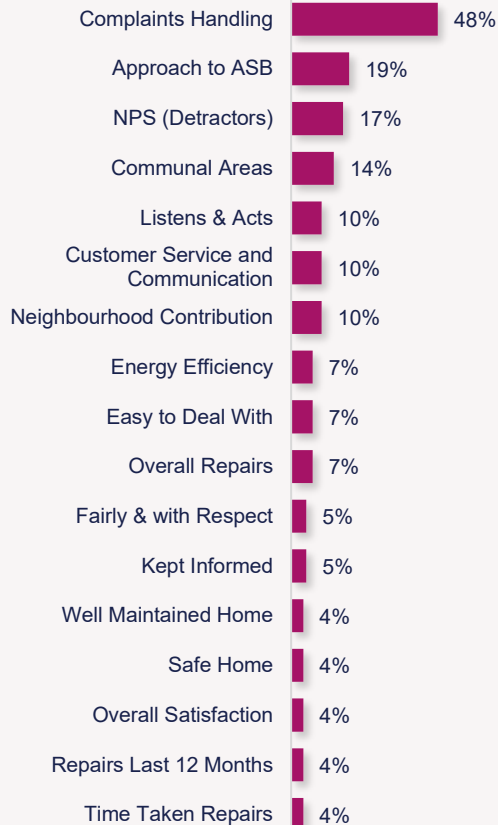 Complaints Handling 48%
Approach to ASB 19%
NPS (Detractors) 17%
Communal Areas 14%
Listens & Acts 10%
Customer Service and
Communication 10%
Neighbourhood Contribution 10%
Energy Efficiency 7%
Easy to Deal With 7%
Overall Repairs 7%
Fairly & with Respect 5%
Kept Informed 5%
Well Maintained Home 4%
Safe Home 4%
Overall Satisfaction 4%
Repairs Last 12 Months 4%
Time Taken Repairs 4%